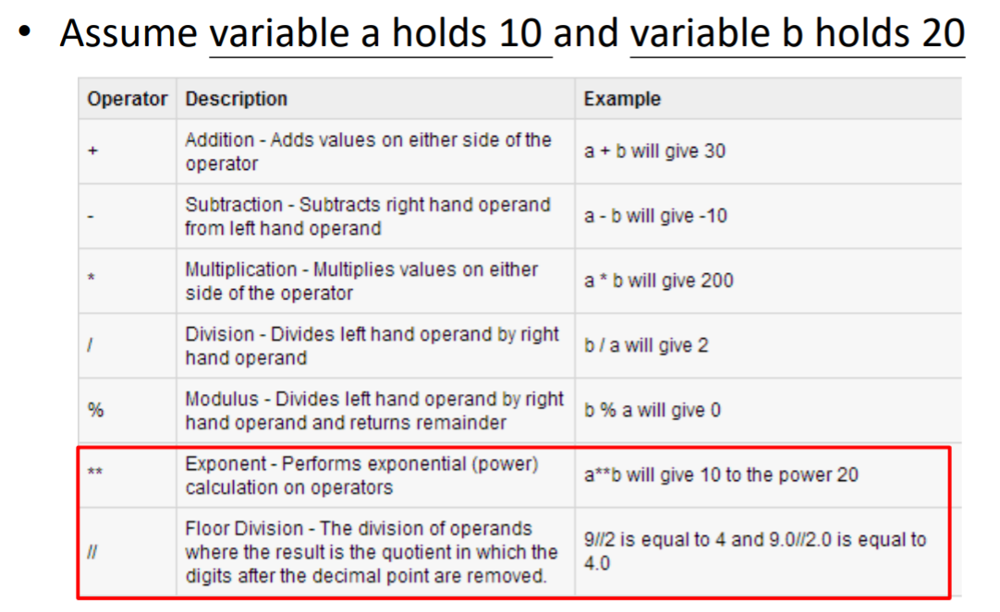 • Assume variable a holds 10 and variable b holds 20
Operator Description Example
+ Addition - Adds values on either side of the
operator a + b will give 30
- Subtraction - Subtracts right hand operand
from left hand operand a - b will give -10
* Multiplication - Multiplies values on either
side of the operator a * b will give 200
/ Division - Divides left hand operand by right
hand operand b / a will give 2
% Modulus - Divides left hand operand by right
hand operand and returns remainder b % a will give 0
** Exponent - Performs exponential (power)
calculation on operators a**b will give 10 to the power 20
// Floor Division - The division of operands
where the result is the quotient in which the
digits after the decimal point are removed. 9//2 is equal to 4 and 9.0//2.0 is equal to
4.0